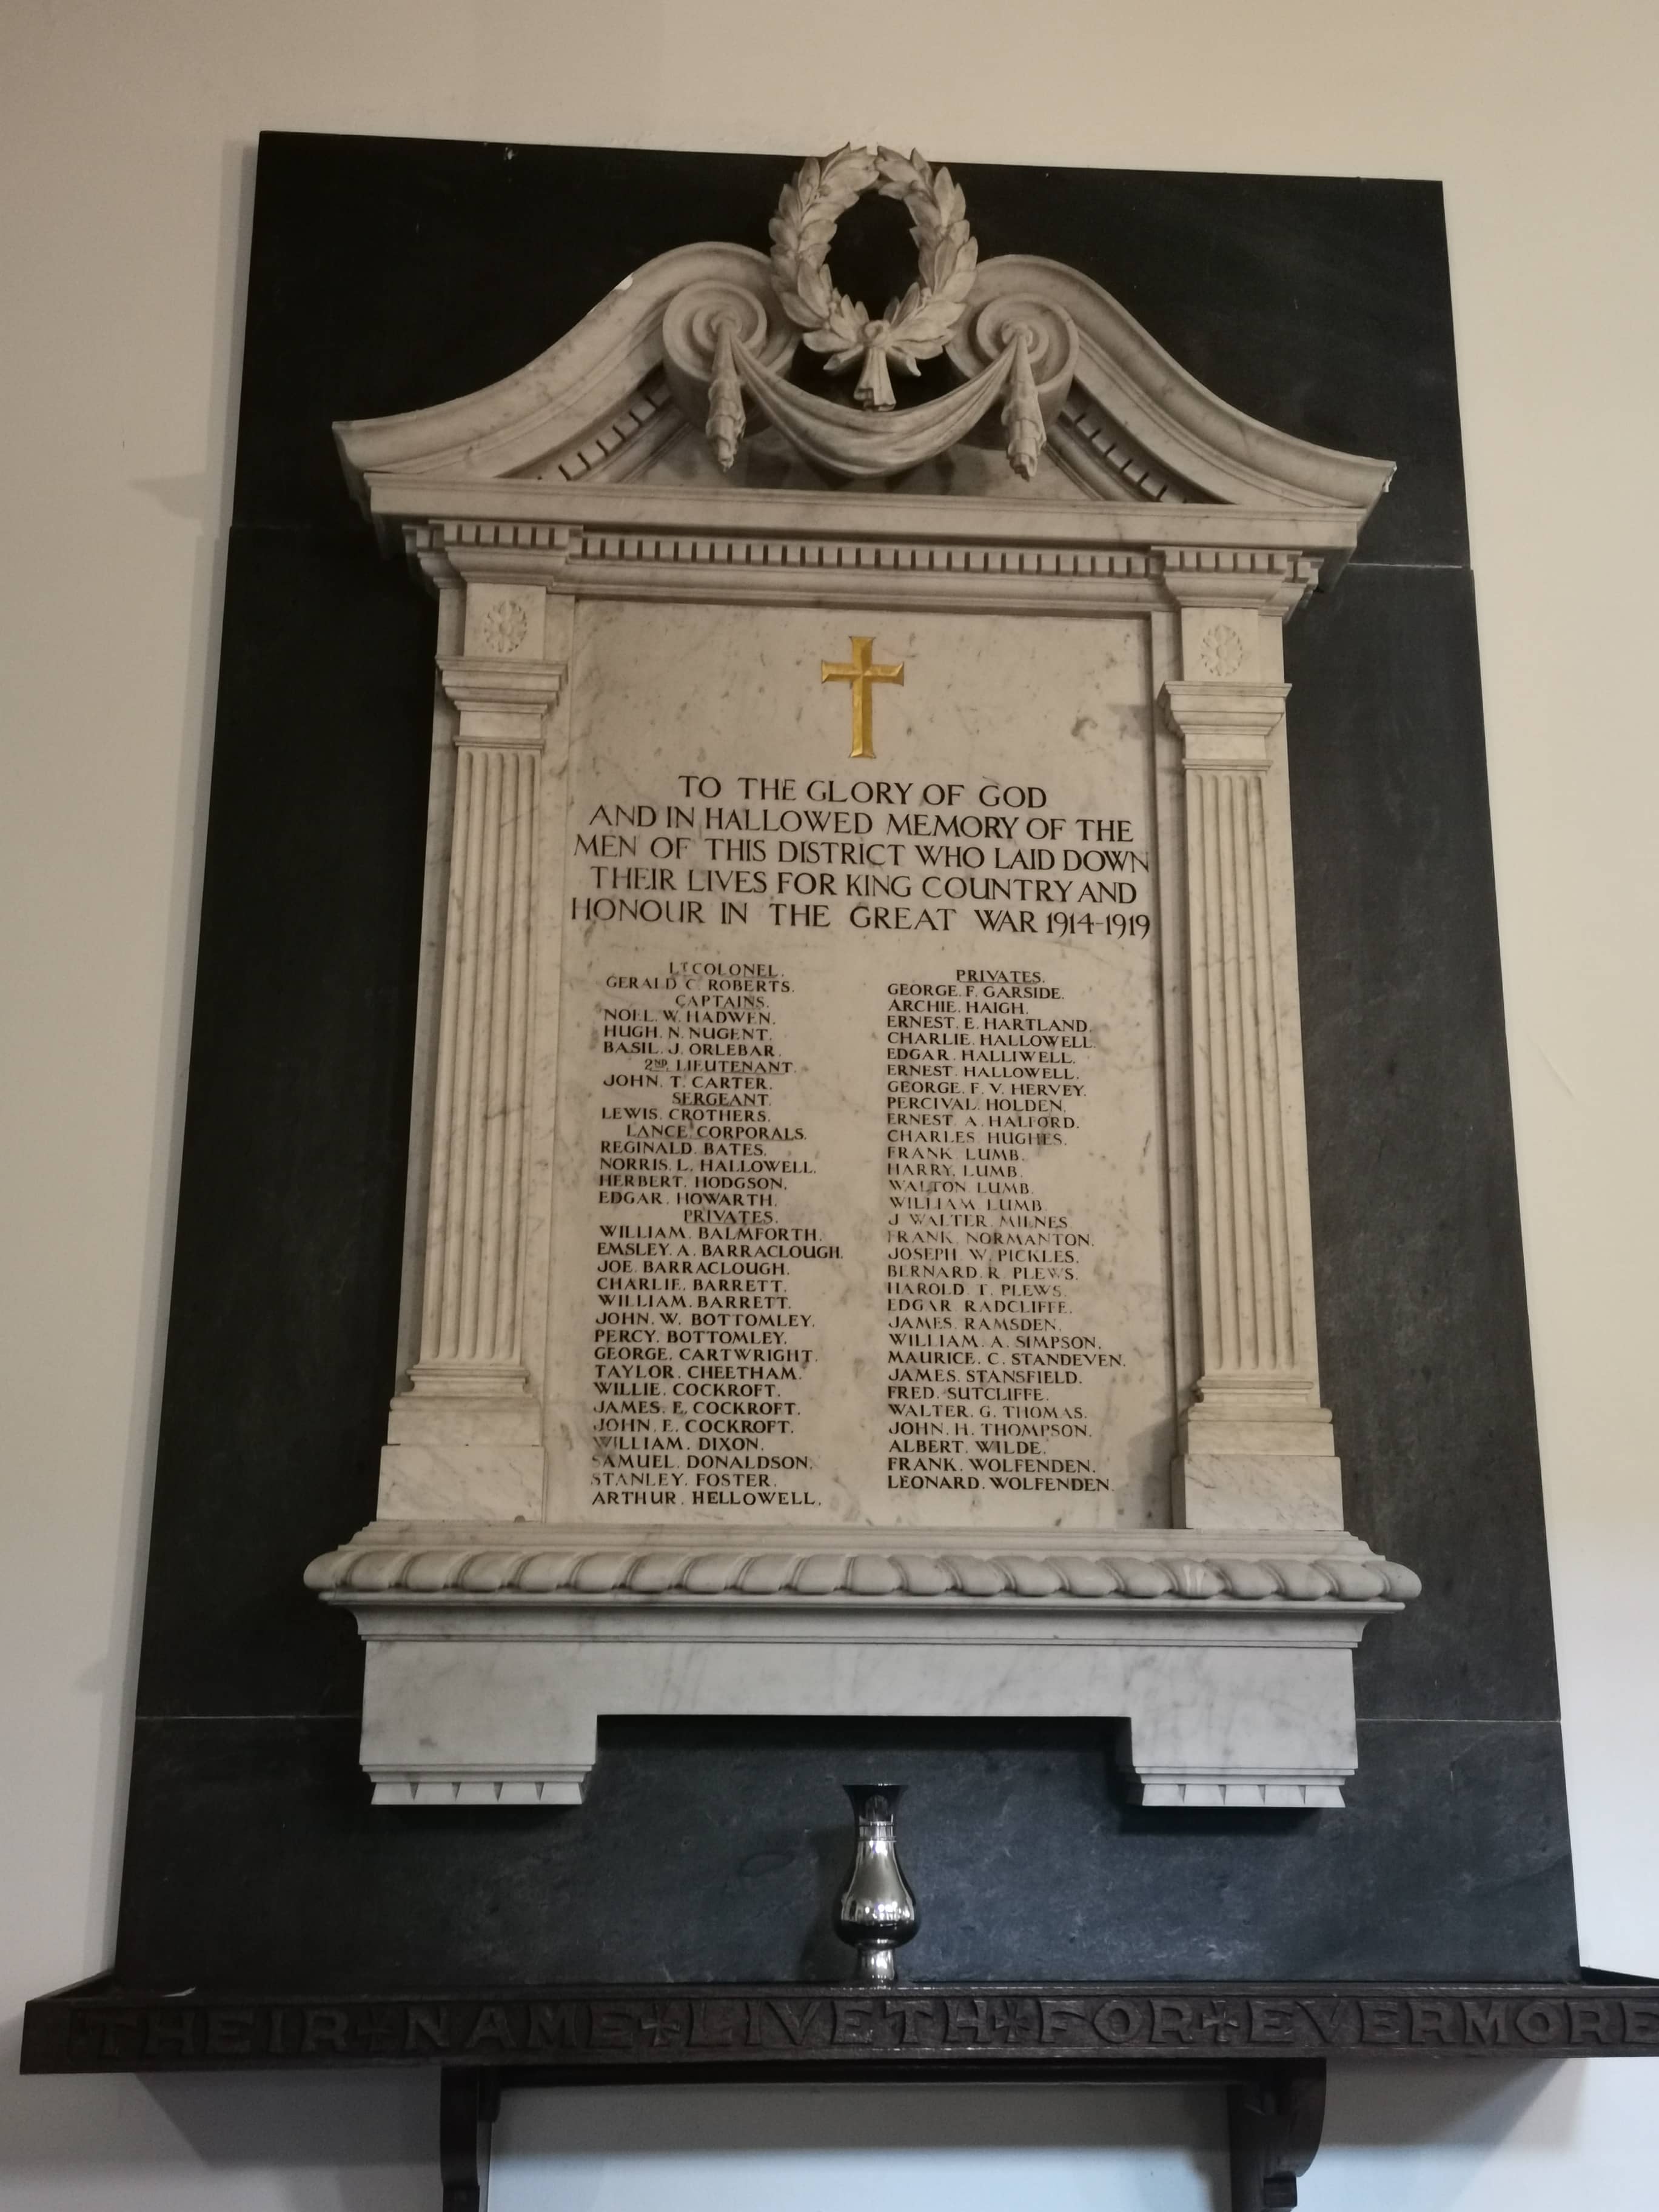 TO THE GLORY OF GOD
AND IN HALLOWED MEMORY OF THE
MEN OF THIS DISTRICT WHO LAID DOWN
THEIR LIVES FOR KING COUNTRY AND
HONOUR IN THE GREAT WAR 1914-1919
LT COLONEL.
GERALD C. ROBERTS.
CAPTAINS.
NOEL. W. HADWEN.
HUGH. N. NUGENT.
BASIL. J. ORLEBAR.
2ND LIEUTENANT.
JOHN. T. CARTER.
SERGEANT.
LEWIS. CROTHERS.
LANCE CORPORALS.
REGINALD. BATES.
NORRIS. L. HALLOWELL.
HERBERT. HODGSON.
EDGAR. HOWARTH.
PRIVATES.
WILLIAM. BALMFORTH.
EMSLEY. A. BARRACLOUGH.
JOE. BARRACLOUGH.
CHARLIE. BARRETT.
WILLIAM. BARRETT.
JOHN. W. BOTTOMLEY.
PERCY. BOTTOMLEY.
GEORGE. CARTWRIGHT.
TAYLOR. CHEETHAM.
WILLIE. COCKROFT.
JAMES. E. COCKROFT.
JOHN. E. COCKROFT.
WILLIAM. DIXON.
SAMUEL. DONALDSON.
STANLEY. FOSTER.
ARTHUR. HELLOWELL.
PRIVATES.
GEORGE. F. GARSIDE.
ARCHIE. HAIGH.
ERNEST. E. HARTLAND.
CHARLIE. HALLOWELL.
EDGAR. HALLIWELL.
ERNEST. HALLOWELL.
GEORGE. F. V. HERVEY.
PERCIVAL. HOLDEN.
ERNEST. A. HALFORD.
CHARLES. HUGHES.
FRANK. LUMB.
HARRY. LUMB.
WALTON. LUMB.
WILLIAM. LUMB.
J. WALTER. MILNES.
FRANK. NORMANTON.
JOSEPH. W. PICKLES.
BERNARD. R. PLEWS.
HAROLD. T. PLEWS.
EDGAR. RADCLIFFE.
JAMES. RAMSDEN.
WILLIAM. A. SIMPSON.
MAURICE. C. STANDEVEN.
JAMES. STANSFIELD.
FRED. SUTCLIFFE.
WALTER. G. THOMAS.
JOHN. H. THOMPSON.
ALBERT. WILDE.
FRANK. WOLFENDEN.
LEONARD. WOLFENDEN.
THEIR+NAME+LIVETH+FOR+EVERMORE